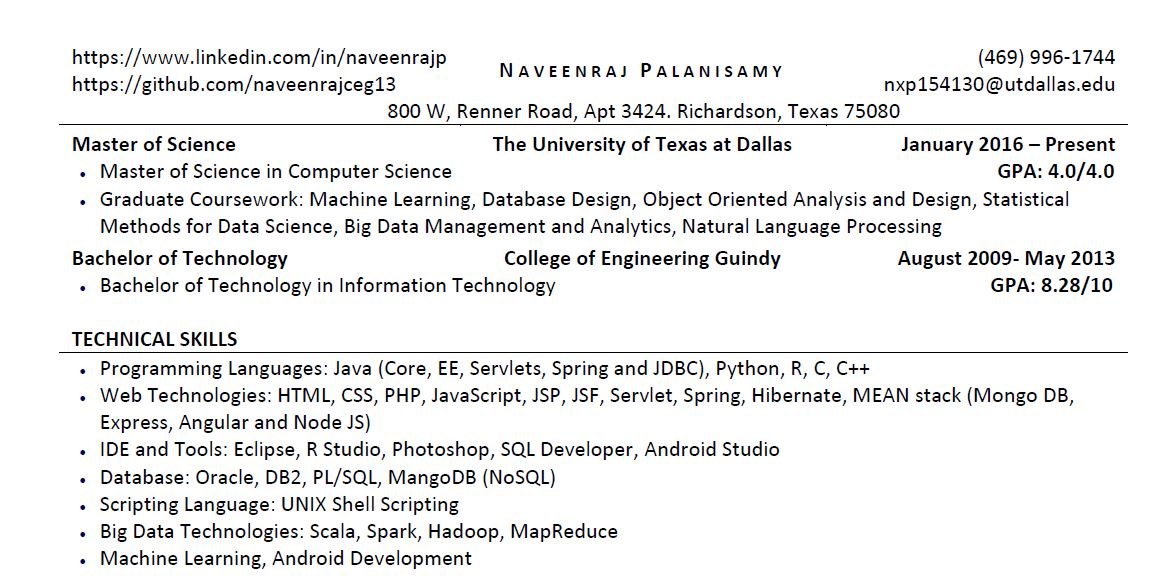 https://www.linkedin.com/in/naveenrajp
https://github.com/naveenrajceg13
NAVEENRAJ PALANISAMY
(469) 996-1744
nxp154130@utdallas.edu
800 W, Renner Road, Apt 3424. Richardson, Texas 75080
Master of Science The University of Texas at Dallas January 2016 – Present
• Master of Science in Computer Science GPA: 4.0/4.0
• Graduate Coursework: Machine Learning, Database Design, Object Oriented Analysis and Design, Statistical
Methods for Data Science, Big Data Management and Analytics, Natural Language Processing
Bachelor of Technology College of Engineering Guindy August 2009- May 2013
• Bachelor of Technology in Information Technology GPA: 8.28/10
TECHNICAL SKILLS
• Programming Languages: Java (Core, EE, Servlets, Spring and JDBC), Python, R, C, C++
• Web Technologies: HTML, CSS, PHP, JavaScript, JSP, JSF, Servlet, Spring, Hibernate, MEAN stack (Mongo DB,
Express, Angular and Node JS)
• IDE and Tools: Eclipse, R Studio, Photoshop, SQL Developer, Android Studio
• Database: Oracle, DB2, PL/SQL, MangoDB (NoSQL)
• Scripting Language: UNIX Shell Scripting
• Big Data Technologies: Scala, Spark, Hadoop, MapReduce
• Machine Learning, Android Development